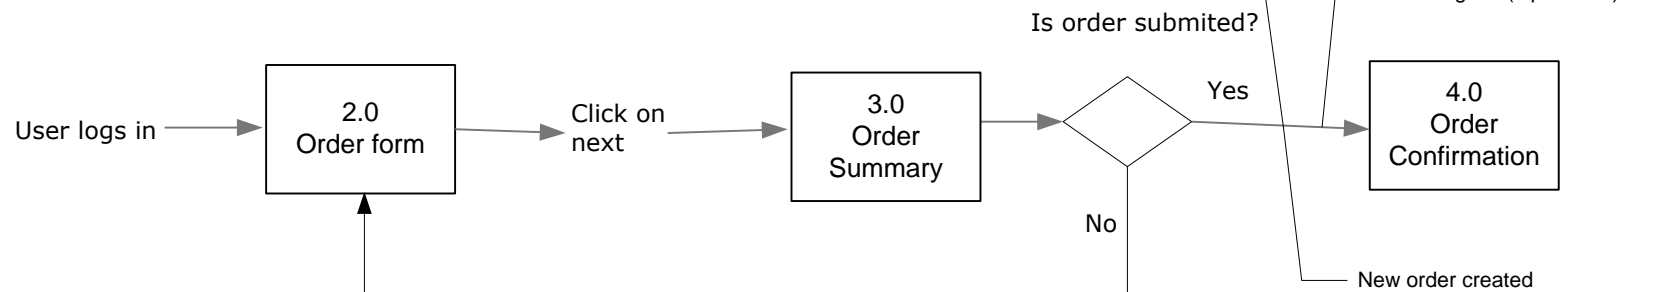 Is order submited?
User logs in
2.0
Order form
Click on
next
3.0
Order
Summary
Yes
No
4.0
Order
Confirmation
New order created